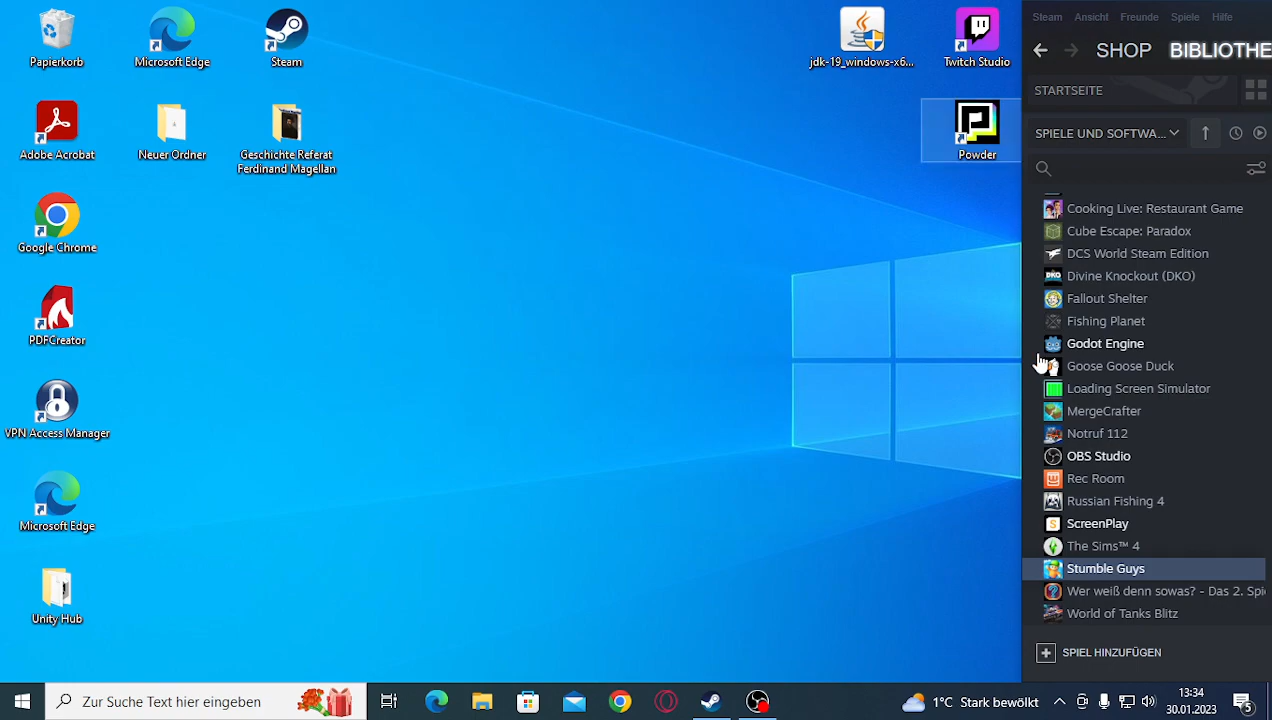 Papierkorb
Microsoft Edge
Steam
jdk-19_windows-x6...
Twitch Studio
Adobe Acrobat
Neuer Ordner
Geschichte Referat
Ferdinand Magellan
Powder
Google Chrome
PDFCreator
VPN Access Manager
Microsoft Edge
Unity Hub
Steam Ansicht Freunde Spiele Hilfe
SHOP BIBLIOTHE
STARTSEITE
SPIELE UND SOFTWA...
Cooking Live: Restaurant Game
Cube Escape: Paradox
DCS World Steam Edition
Divine Knockout (DKO)
Fallout Shelter
Fishing Planet
Godot Engine
Goose Goose Duck
Loading Screen Simulator
MergeCrafter
Notruf 112
OBS Studio
Rec Room
Russian Fishing 4
ScreenPlay
The Sims™ 4
Stumble Guys
Wer weiß denn sowas? - Das 2. Spi
World of Tanks Blitz
SPIEL HINZUFÜGEN
Zur Suche Text hier eingeben
1°C Stark bewölkt
13:34
30.01.2023
5